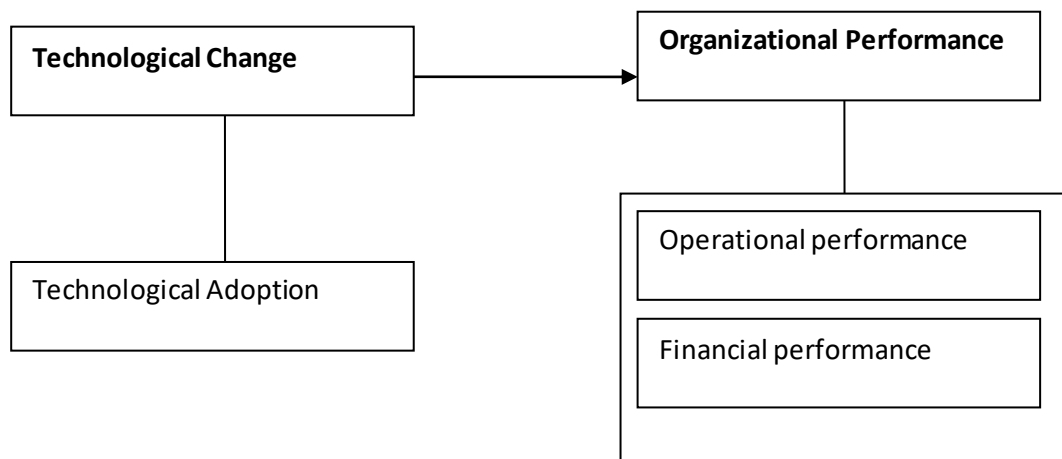 Technological Change
Organizational Performance
Technological Adoption
Operational performance
Financial performance